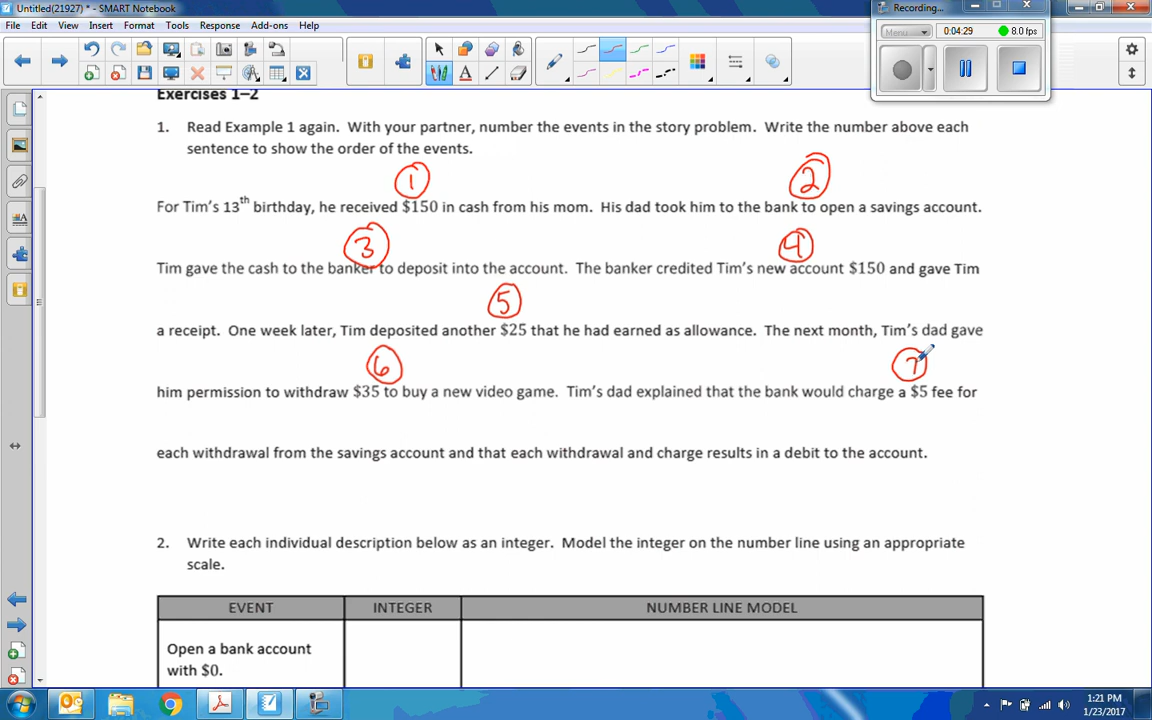 Untitled(21927) * - SMART Notebook
File Edit View Insert Format Tools Response Add-ons Help
Recording...
Menu 0:04:29 8.0 fps
Exercises 1–2
1. Read Example 1 again. With your partner, number the events in the story problem. Write the number above each
sentence to show the order of the events.
1 2
For Tim's 13th birthday, he received $150 in cash from his mom. His dad took him to the bank to open a savings account.
3 4
Tim gave the cash to the banker to deposit into the account. The banker credited Tim's new account $150 and gave Tim
5
a receipt. One week later, Tim deposited another $25 that he had earned as allowance. The next month, Tim's dad gave
6 7
him permission to withdraw $35 to buy a new video game. Tim's dad explained that the bank would charge a $5 fee for
each withdrawal from the savings account and that each withdrawal and charge results in a debit to the account.
2. Write each individual description below as an integer. Model the integer on the number line using an appropriate
scale.
EVENT INTEGER NUMBER LINE MODEL
Open a bank account
with $0.
1:21 PM
1/23/2017